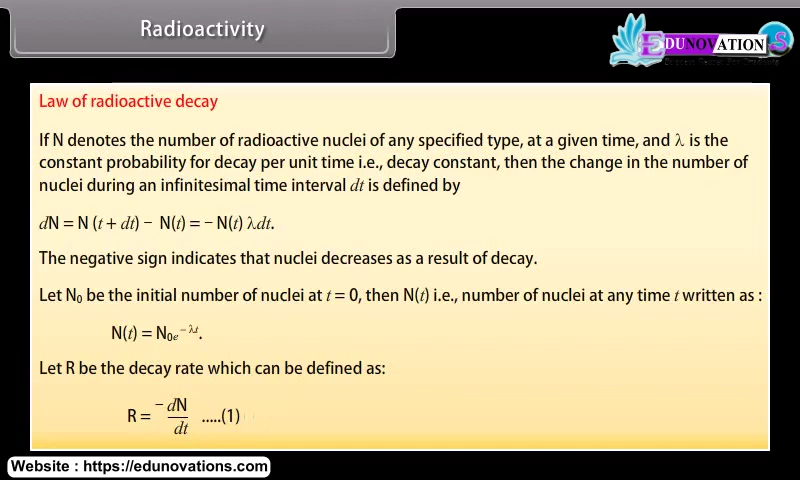 Radioactivity
EDUNOVATION.S
Law of radioactive decay
If N denotes the number of radioactive nuclei of any specified type, at a given time, and λ is the
constant probability for decay per unit time i.e., decay constant, then the change in the number of
nuclei during an infinitesimal time interval dt is defined by
dN = N (t + dt) − N(t) = − N(t) λdt.
The negative sign indicates that nuclei decreases as a result of decay.
Let N₀ be the initial number of nuclei at t = 0, then N(t) i.e., number of nuclei at any time t written as :
N(t) = N₀e^−λt.
Let R be the decay rate which can be defined as:
R = −dN/dt .....(1)
Website : https://edunovations.com